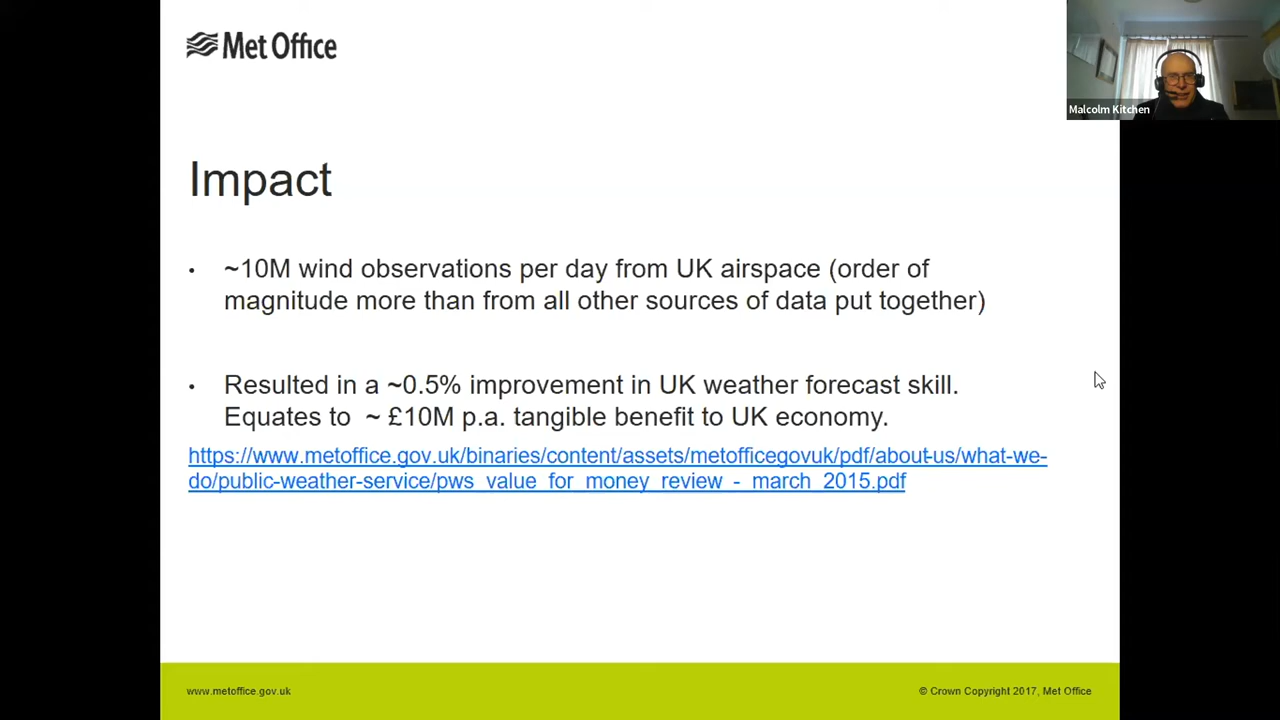 Met Office
Malcolm Kitchen
Impact
• ~10M wind observations per day from UK airspace (order of
magnitude more than from all other sources of data put together)
• Resulted in a ~0.5% improvement in UK weather forecast skill.
Equates to ~ £10M p.a. tangible benefit to UK economy.
https://www.metoffice.gov.uk/binaries/content/assets/metofficegovuk/pdf/about-us/what-we-
do/public-weather-service/pws_value_for_money_review_-_march_2015.pdf
www.metoffice.gov.uk
© Crown Copyright 2017, Met Office